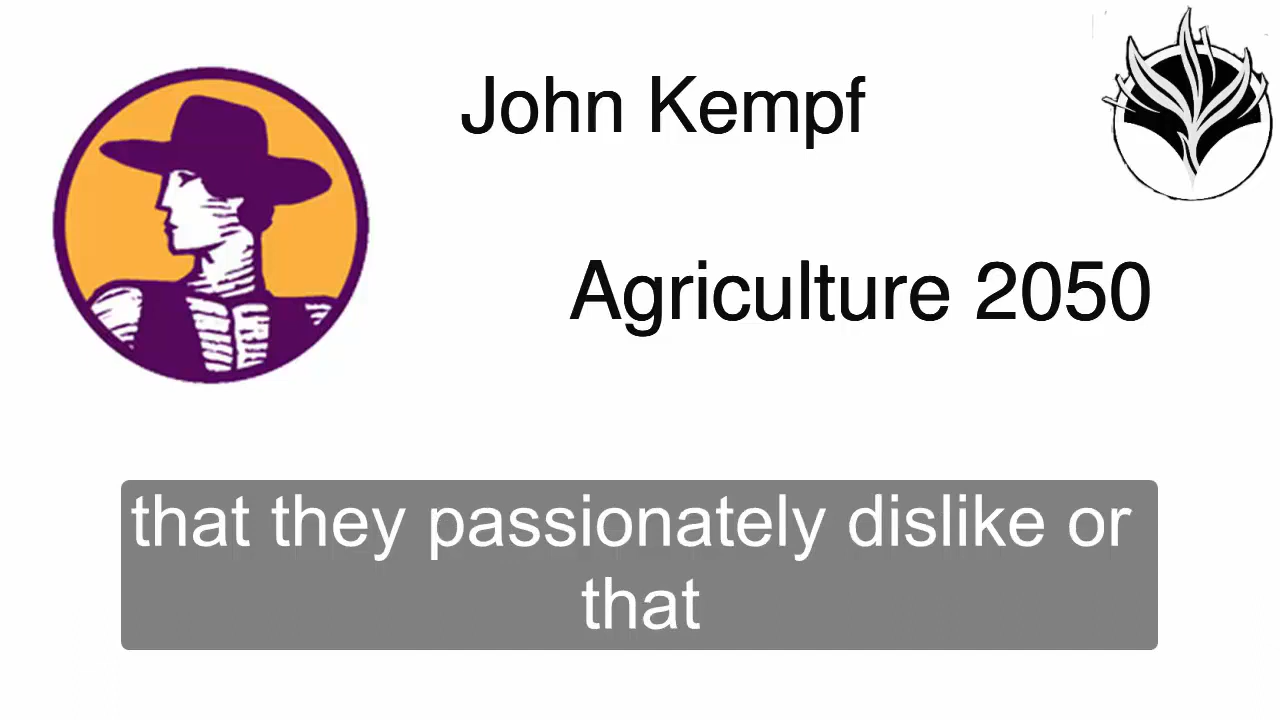 John Kempf
Agriculture 2050
that they passionately dislike or
that